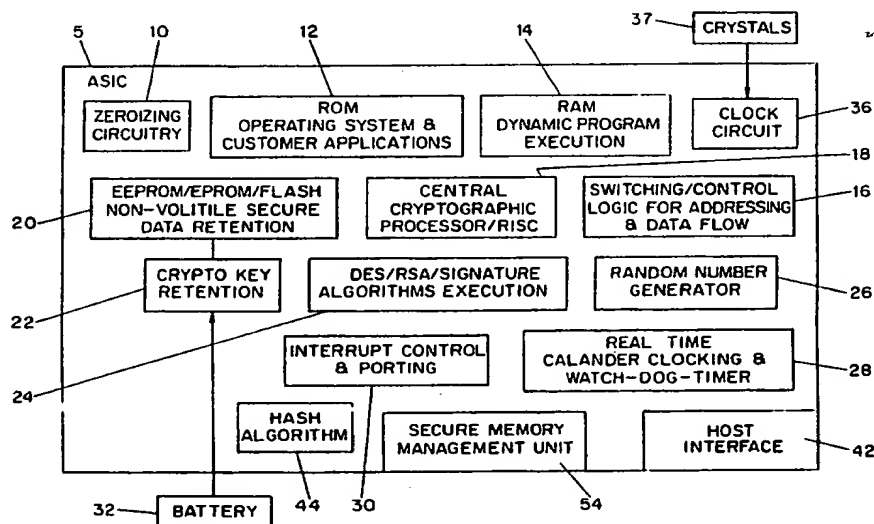 37
CRYSTALS
5
10
12
14
ASIC
ZEROIZING
CIRCUITRY
ROM
OPERATING SYSTEM &
CUSTOMER APPLICATIONS
RAM
DYNAMIC PROGRAM
EXECUTION
CLOCK
CIRCUIT
36
18
20
EEPROM/EPROM/FLASH
NON-VOLITILE SECURE
DATA RETENTION
CENTRAL
CRYPTOGRAPHIC
PROCESSOR/RISC
SWITCHING/CONTROL
LOGIC FOR ADDRESSING
& DATA FLOW
16
22
CRYPTO KEY
RETENTION
DES/RSA/SIGNATURE
ALGORITHMS EXECUTION
RANDOM NUMBER
GENERATOR
26
24
INTERRUPT CONTROL
& PORTING
REAL TIME
CALANDER CLOCKING &
WATCH-DOG-TIMER
28
HASH
ALGORITHM
SECURE MEMORY
MANAGEMENT UNIT
HOST
INTERFACE
42
32
BATTERY
44
30
54